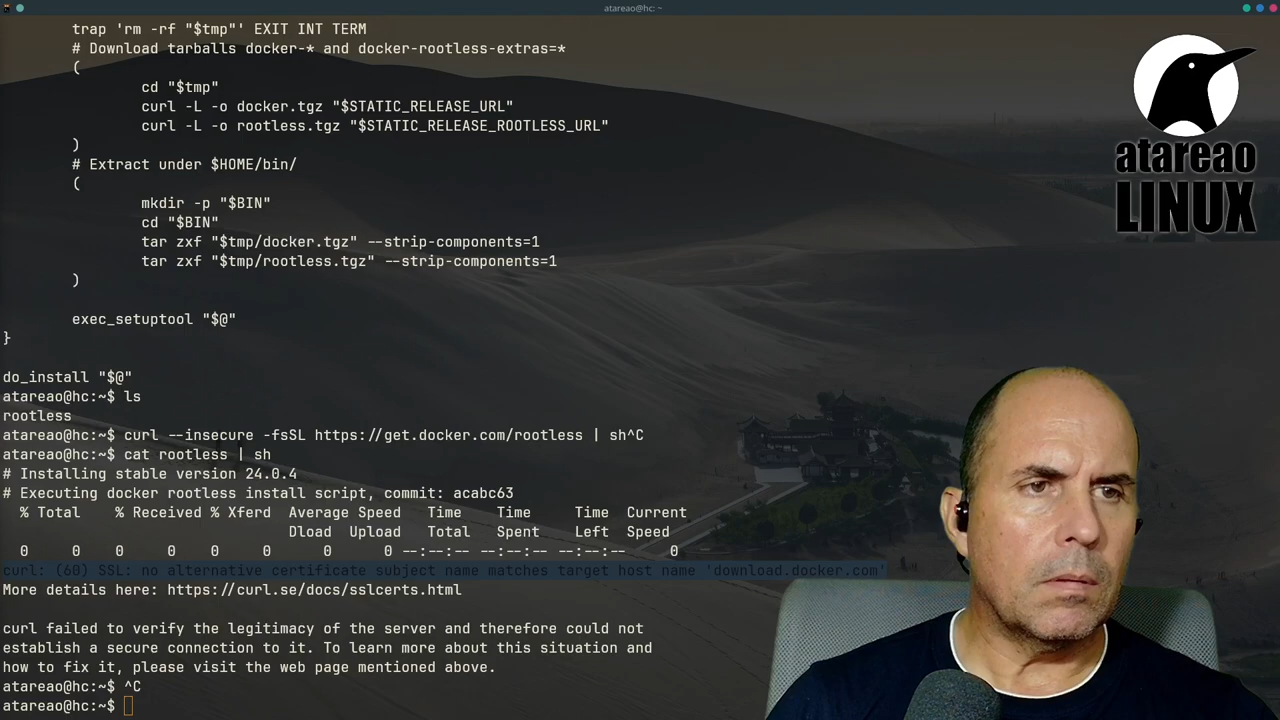 atareao@hc: ~
trap 'rm -rf "$tmp"' EXIT INT TERM
# Download tarballs docker-* and docker-rootless-extras=*
(
cd "$tmp"
curl -L -o docker.tgz "$STATIC_RELEASE_URL"
curl -L -o rootless.tgz "$STATIC_RELEASE_ROOTLESS_URL"
)
# Extract under $HOME/bin/
(
mkdir -p "$BIN"
cd "$BIN"
tar zxf "$tmp/docker.tgz" --strip-components=1
tar zxf "$tmp/rootless.tgz" --strip-components=1
)
exec_setuptool "$@"
}
do_install "$@"
atareao@hc:~$ ls
rootless
atareao@hc:~$ curl --insecure -fsSL https://get.docker.com/rootless | sh^C
atareao@hc:~$ cat rootless | sh
# Installing stable version 24.0.4
# Executing docker rootless install script, commit: acabc63
% Total % Received % Xferd Average Speed Time Time Time Current
Dload Upload Total Spent Left Speed
0 0 0 0 0 0 0 0 --:--:-- --:--:-- --:--:-- 0
curl: (60) SSL: no alternative certificate subject name matches target host name 'download.docker.com'
More details here: https://curl.se/docs/sslcerts.html
curl failed to verify the legitimacy of the server and therefore could not
establish a secure connection to it. To learn more about this situation and
how to fix it, please visit the web page mentioned above.
atareao@hc:~$ ^C
atareao@hc:~$
atareao
LINUX